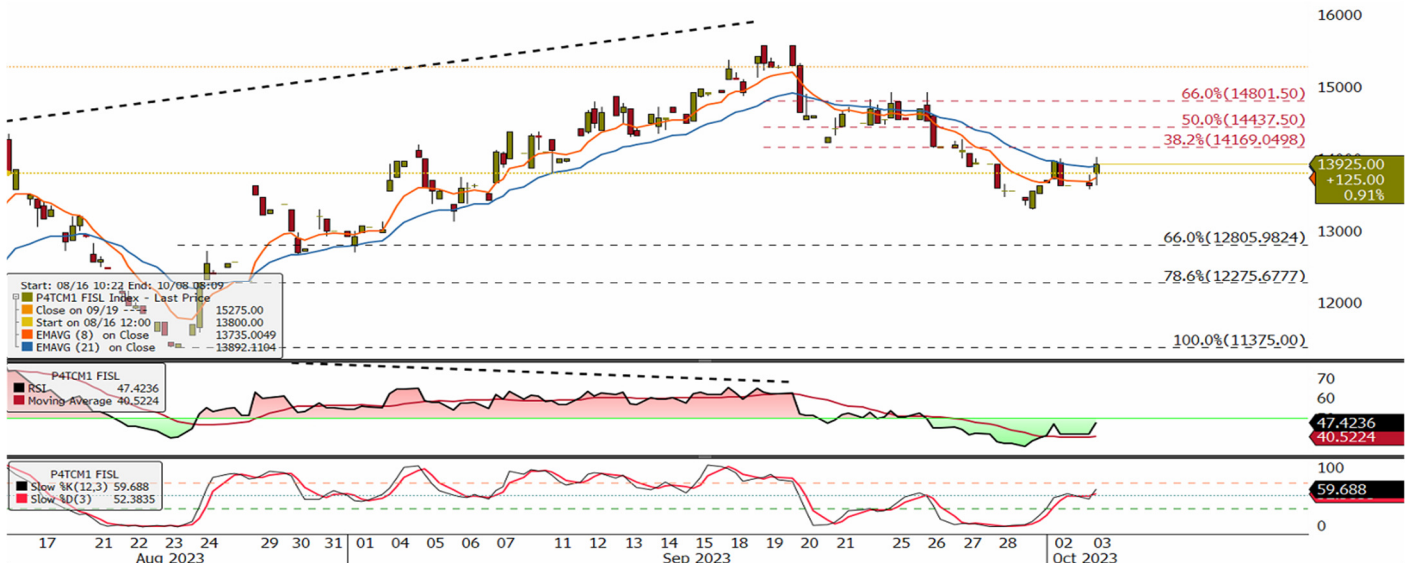 16000
15000
66.0%(14801.50)
50.0%(14437.50)
38.2%(14169.0498)
13925.00
+125.00
0.91%
13000
66.0%(12805.9824)
78.6%(12275.6777)
12000
100.0%(11375.00)
Start: 08/16 10:22 End: 10/08 08:09
P4TCM1 FISL Index - Last Price
Close on 09/19 ---- 15275.00
Start on 08/16 12:00 13800.00
EMAVG (8) on Close 13735.0049
EMAVG (21) on Close 13892.1104
P4TCM1 FISL
RSI 47.4236
Moving Average 40.5224
70
60
47.4236
40.5224
P4TCM1 FISL
Slow %K(12,3) 59.688
Slow %D(3) 52.3835
100
59.688
0
17 21 22 23 24 29 30 31 01 04 05 06 07 11 12 13 14 15 18 19 20 21 25 26 27 28 02 03
Aug 2023 Sep 2023 Oct 2023